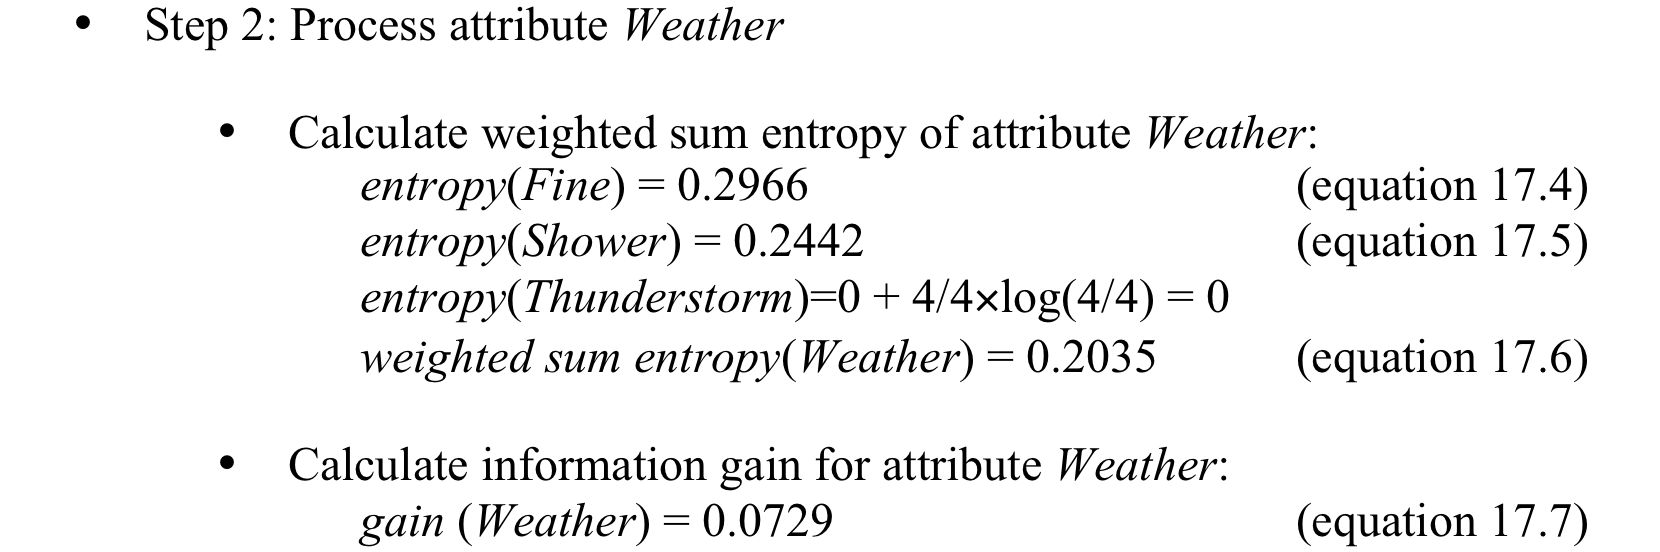 • Step 2: Process attribute Weather
• Calculate weighted sum entropy of attribute Weather:
entropy(Fine) = 0.2966 (equation 17.4)
entropy(Shower) = 0.2442 (equation 17.5)
entropy(Thunderstorm)=0 + 4/4×log(4/4) = 0
weighted sum entropy(Weather) = 0.2035 (equation 17.6)
• Calculate information gain for attribute Weather:
gain (Weather) = 0.0729 (equation 17.7)